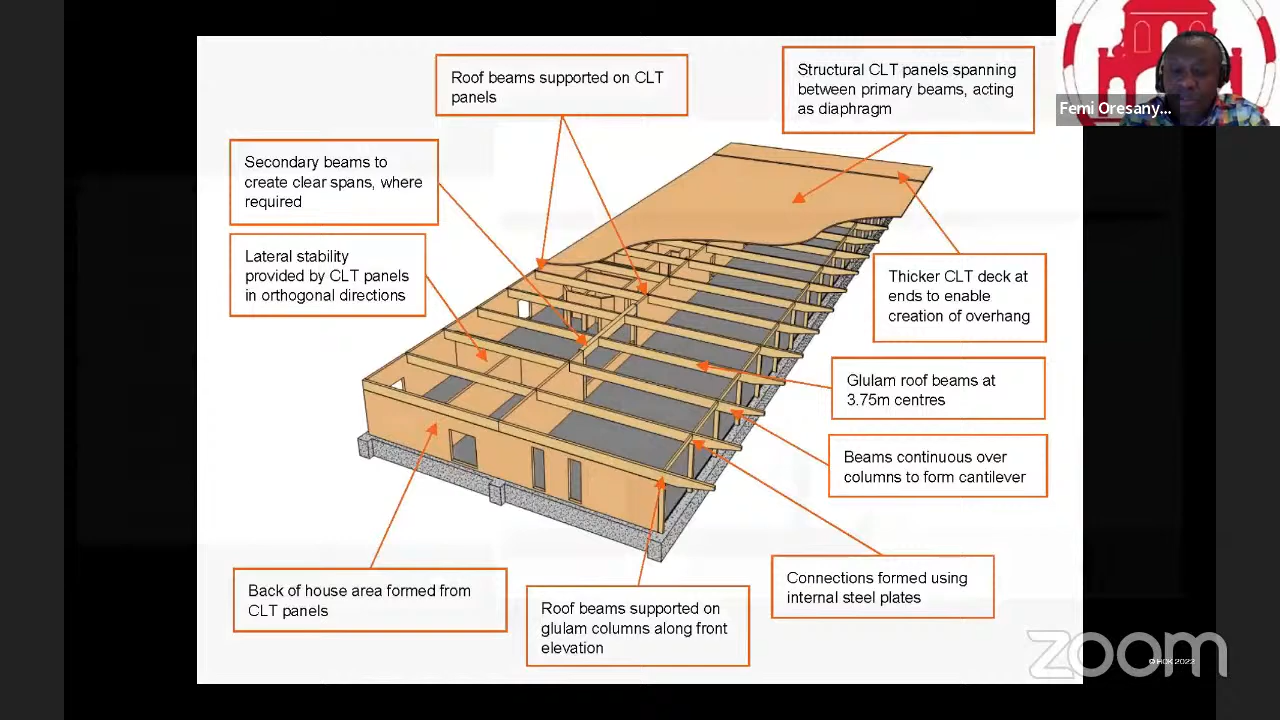 Roof beams supported on CLT
panels
Structural CLT panels spanning
between primary beams, acting
as diaphragm
Femi Oresany...
Secondary beams to
create clear spans, where
required
Lateral stability
provided by CLT panels
in orthogonal directions
Thicker CLT deck at
ends to enable
creation of overhang
Glulam roof beams at
3.75m centres
Beams continuous over
columns to form cantilever
Connections formed using
internal steel plates
Back of house area formed from
CLT panels
Roof beams supported on
glulam columns along front
elevation
zoom
© HOK 2022